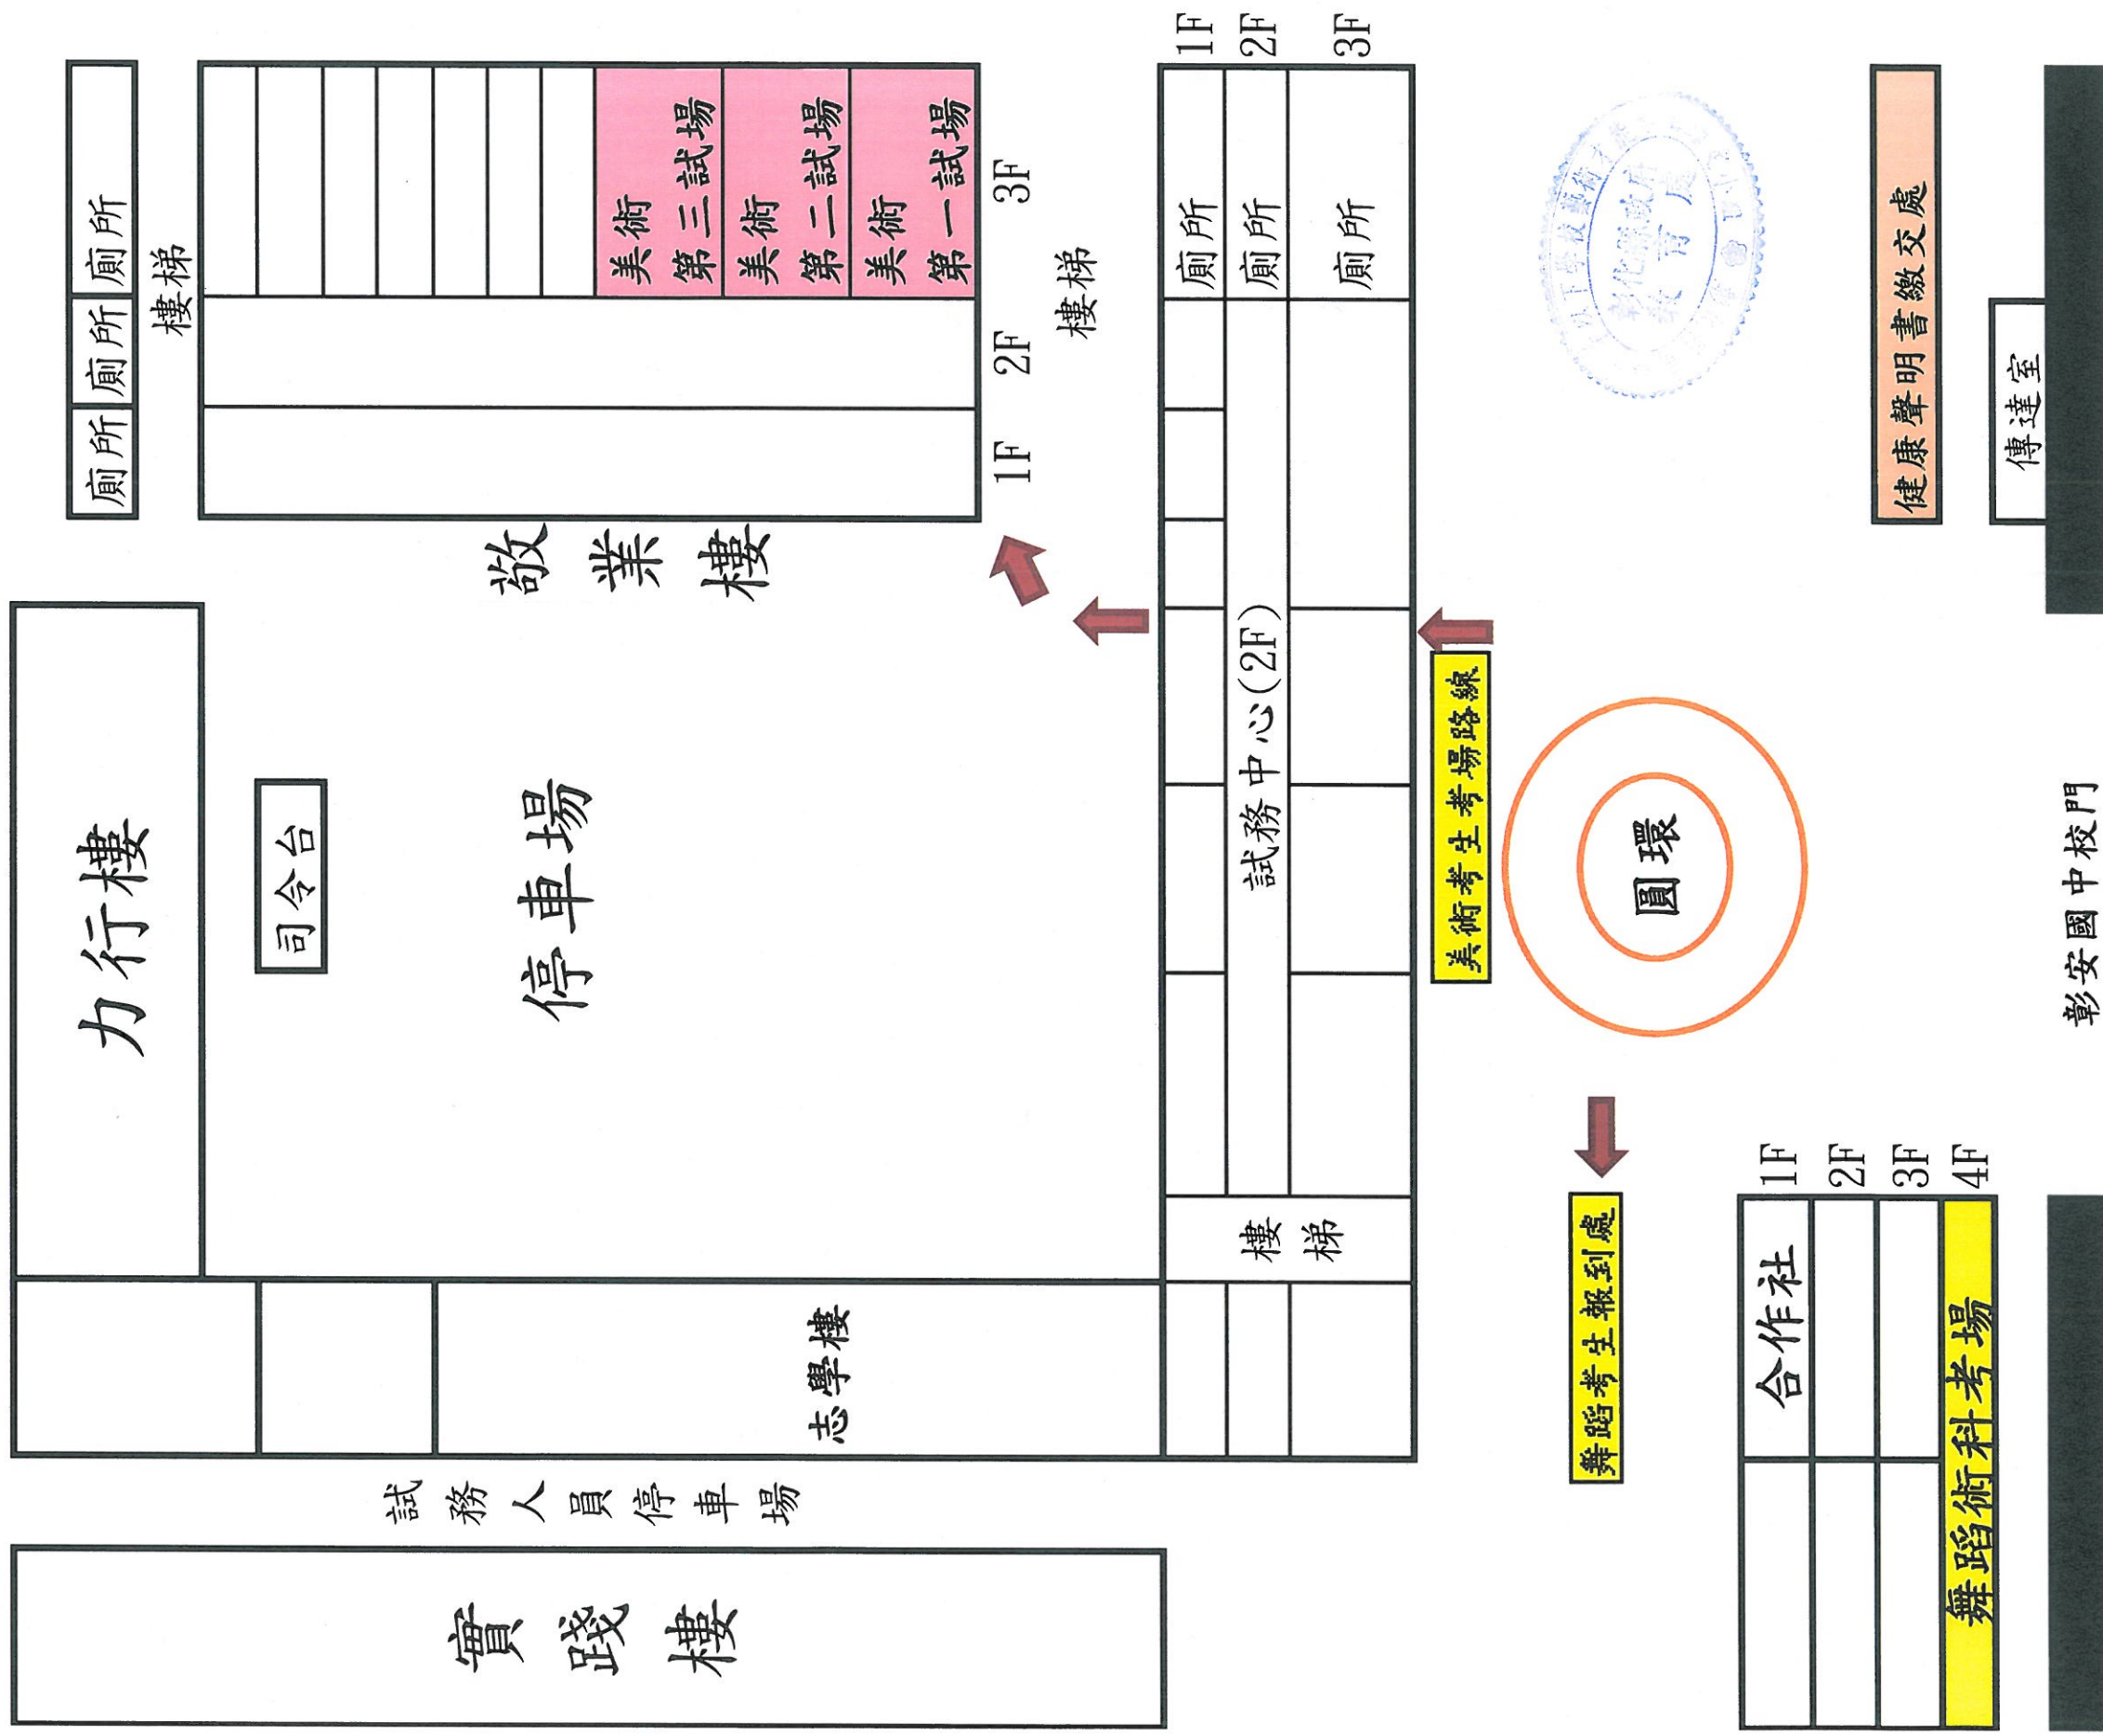 力行樓
廁所
廁所
廁所
樓梯
司令台
停車場
敬業樓
1F
2F
3F
美術
第三試場
美術
第二試場
美術
第一試場
樓梯
實踐樓
試務人員停車場
志學樓
樓
梯
試務中心(2F)
廁所
廁所
廁所
1F
2F
3F
美術考生考場路線
舞蹈考生報到處
圓環
彰化縣政府
合作社
1F
2F
3F
4F
舞蹈術科考場
健康聲明書繳交處
傳達室
彰安國中校門